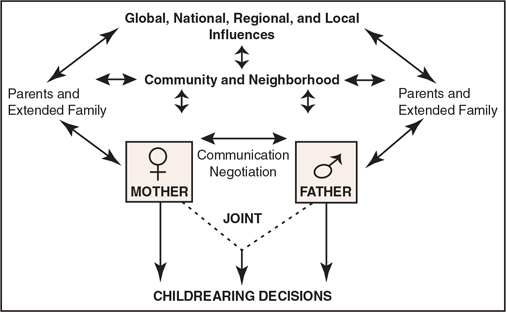 Global, National, Regional, and Local
Influences
Community and Neighborhood
Parents and
Extended Family
Parents and
Extended Family
Communication
Negotiation
MOTHER
FATHER
JOINT
CHILDREARING DECISIONS